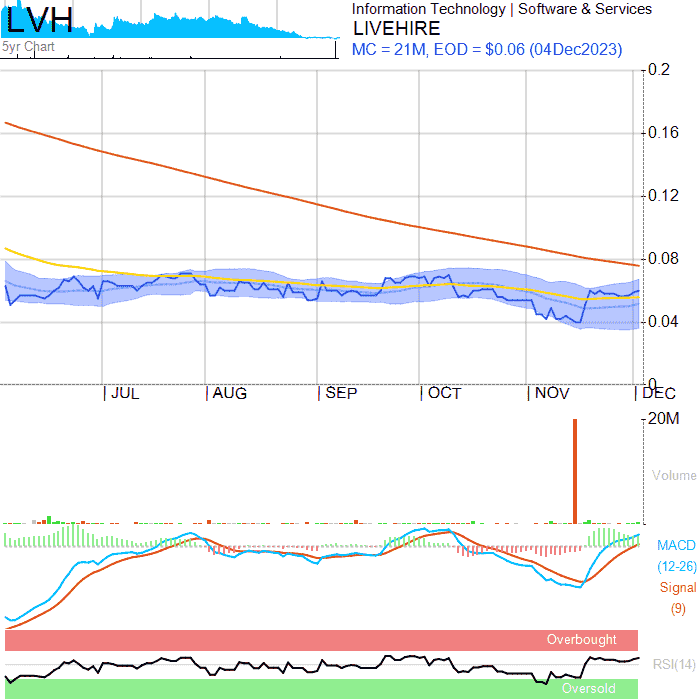 LVH
5yr Chart
Information Technology | Software & Services
LIVEHIRE
MC = 21M, EOD = $0.06 (04Dec2023)
0.2
0.16
0.12
0.08
0.04
0
JUL AUG SEP OCT NOV DEC
20M
Volume
MACD
(12-26)
Signal
(9)
Overbought
RSI(14)
Oversold